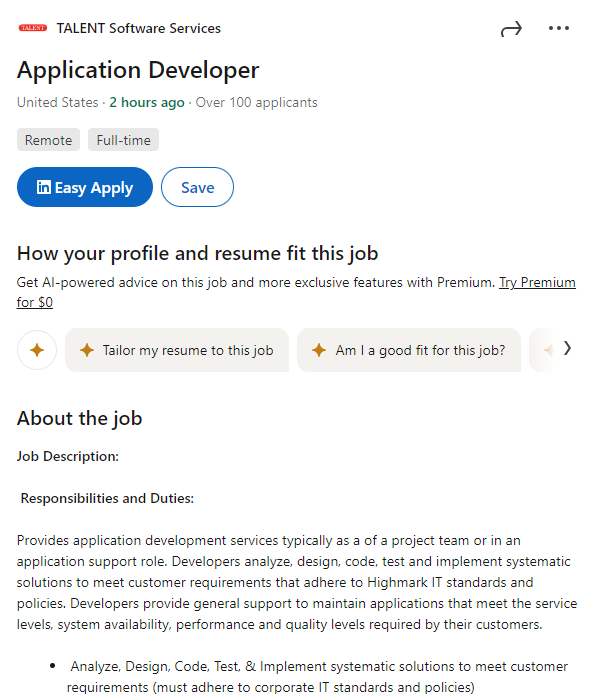 TALENT
TALENT Software Services
Application Developer
United States · 2 hours ago · Over 100 applicants
Remote
Full-time
in Easy Apply
Save
How your profile and resume fit this job
Get AI-powered advice on this job and more exclusive features with Premium. Try Premium
for $0
Tailor my resume to this job
Am I a good fit for this job?
About the job
Job Description:
Responsibilities and Duties:
Provides application development services typically as a of a project team or in an
application support role. Developers analyze, design, code, test and implement systematic
solutions to meet customer requirements that adhere to Highmark IT standards and
policies. Developers provide general support to maintain applications that meet the service
levels, system availability, performance and quality levels required by their customers.
• Analyze, Design, Code, Test, & Implement systematic solutions to meet customer
requirements (must adhere to corporate IT standards and policies)